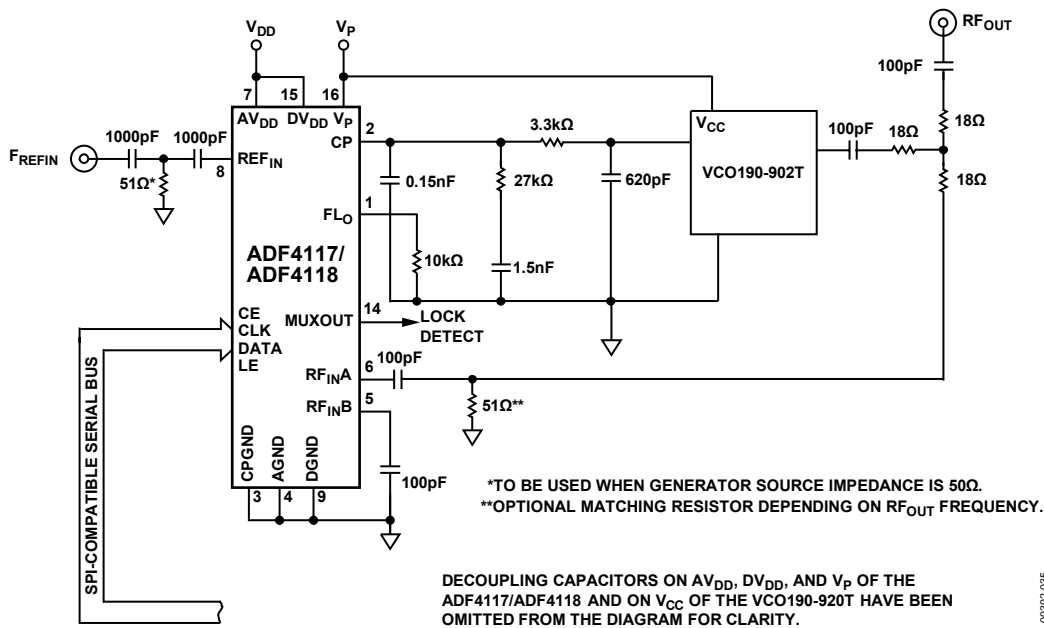 V_DD
V_P
RF_OUT
100pF
7
15
16
AV_DD
DV_DD
V_P
2
CP
3.3kΩ
V_CC
100pF
18Ω
18Ω
18Ω
F_REFIN
1000pF
1000pF
8
REF_IN
51Ω*
0.15nF
27kΩ
620pF
VCO190-902T
1
FL_O
ADF4117/
ADF4118
10kΩ
1.5nF
CE
CLK
DATA
LE
MUXOUT
14
LOCK
DETECT
100pF
RF_INA
6
51Ω**
RF_INB
5
100pF
CPGND
AGND
DGND
3
4
9
SPI-COMPATIBLE SERIAL BUS
*TO BE USED WHEN GENERATOR SOURCE IMPEDANCE IS 50Ω.
**OPTIONAL MATCHING RESISTOR DEPENDING ON RF_OUT FREQUENCY.
DECOUPLING CAPACITORS ON AV_DD, DV_DD, AND V_P OF THE
ADF4117/ADF4118 AND ON V_CC OF THE VCO190-920T HAVE BEEN
OMITTED FROM THE DIAGRAM FOR CLARITY.